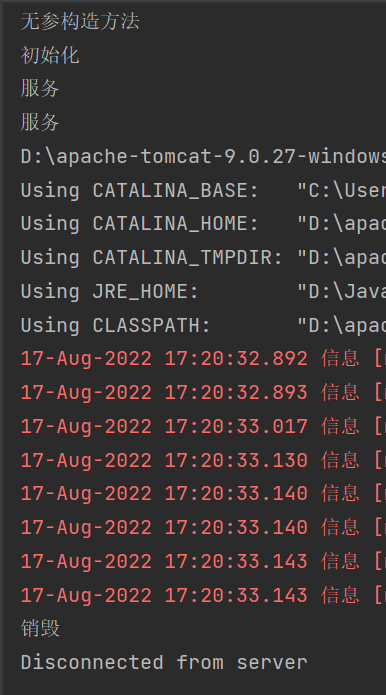 无参构造方法
初始化
服务
服务
D:\apache-tomcat-9.0.27-windows
Using CATALINA_BASE:   "C:\User
Using CATALINA_HOME:   "D:\apac
Using CATALINA_TMPDIR: "D:\apac
Using JRE_HOME:        "D:\Java
Using CLASSPATH:       "D:\apac
17-Aug-2022 17:20:32.892 信息 [
17-Aug-2022 17:20:32.893 信息 [
17-Aug-2022 17:20:33.017 信息 [
17-Aug-2022 17:20:33.130 信息 [
17-Aug-2022 17:20:33.140 信息 [
17-Aug-2022 17:20:33.140 信息 [
17-Aug-2022 17:20:33.143 信息 [
17-Aug-2022 17:20:33.143 信息 [
销毁
Disconnected from server